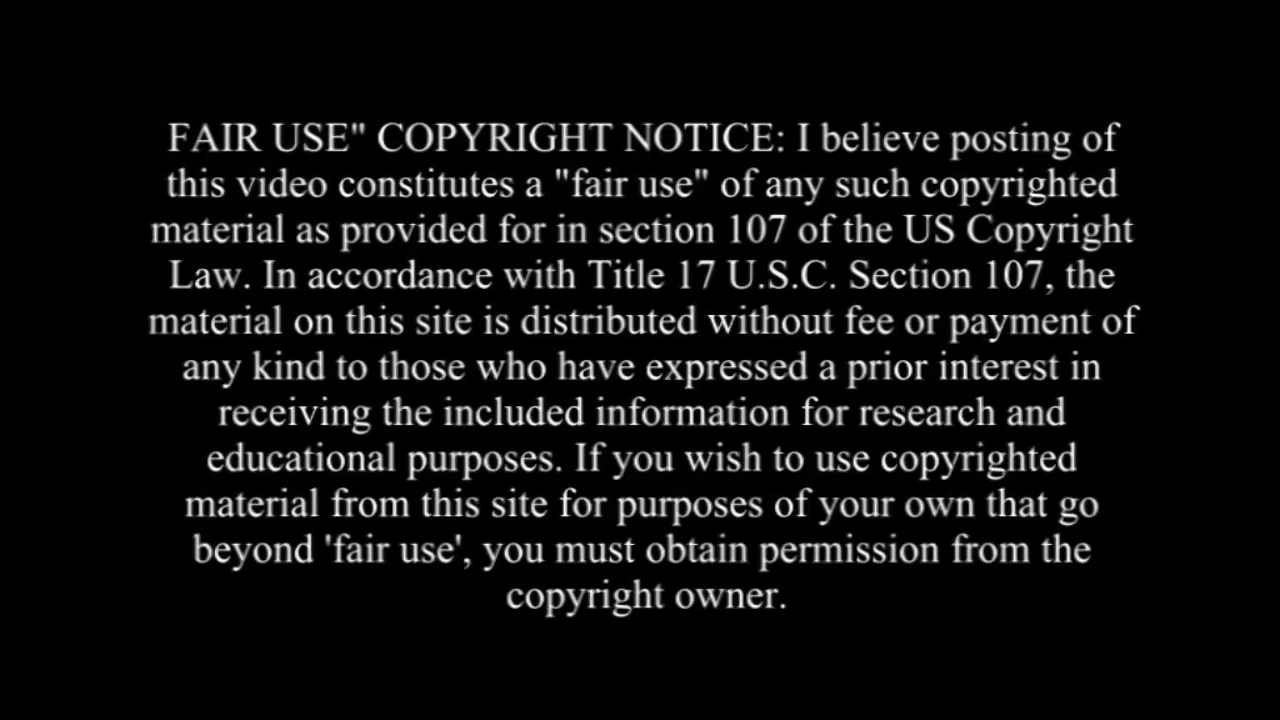 FAIR USE" COPYRIGHT NOTICE: I believe posting of
this video constitutes a "fair use" of any such copyrighted
material as provided for in section 107 of the US Copyright
Law. In accordance with Title 17 U.S.C. Section 107, the
material on this site is distributed without fee or payment of
any kind to those who have expressed a prior interest in
receiving the included information for research and
educational purposes. If you wish to use copyrighted
material from this site for purposes of your own that go
beyond 'fair use', you must obtain permission from the
copyright owner.